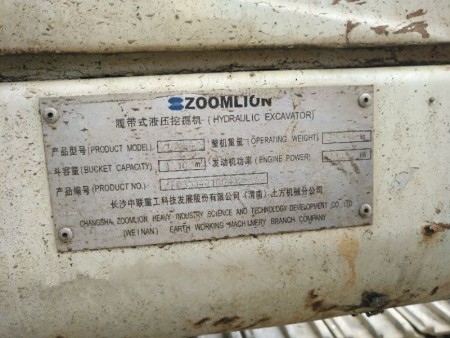 ZOOMLION
履带式液压挖掘机 (HYDRAULIC EXCAVATOR)
产品型号 (PRODUCT MODEL) 整机重量 (OPERATING WEIGHT)
斗容量 (BUCKET CAPACITY) m³ 发动机功率 (ENGINE POWER) kW
产品编号 (PRODUCT NO.)
长沙中联重工科技发展股份有限公司 (渭南) 土方机械分公司
CHANGSHA ZOOMLION HEAVY INDUSTRY SCIENCE AND TECHNOLOGY DEVELOPMENT CO., LTD
(WEI NAN) EARTH WORKING MACHINERY BRANCH COMPANY